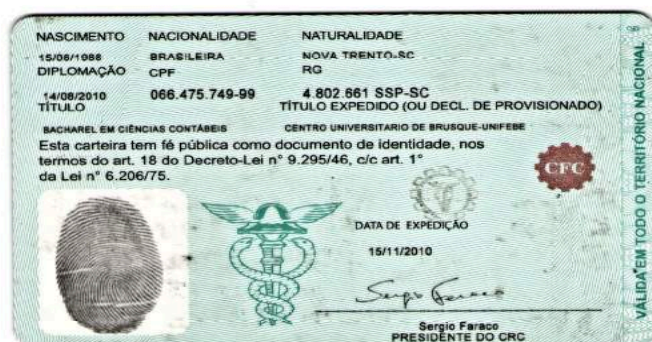 NASCIMENTO NACIONALIDADE NATURALIDADE
15/06/1988 BRASILEIRA NOVA TRENTO-SC
DIPLOMAÇÃO CPF RG
14/08/2010 066.475.749-99 4.802.661 SSP-SC
TÍTULO TÍTULO EXPEDIDO (OU DECL. DE PROVISIONADO)
BACHAREL EM CIÊNCIAS CONTÁBEIS CENTRO UNIVERSITARIO DE BRUSQUE-UNIFEBE
Esta carteira tem fé pública como documento de identidade, nos
termos do art. 18 do Decreto-Lei n° 9.295/46, c/c art. 1°
da Lei n° 6.206/75.
CFC
DATA DE EXPEDIÇÃO
15/11/2010
Sergio Faraco
Sergio Faraco
PRESIDENTE DO CRC
VÁLIDA EM TODO O TERRITÓRIO NACIONAL